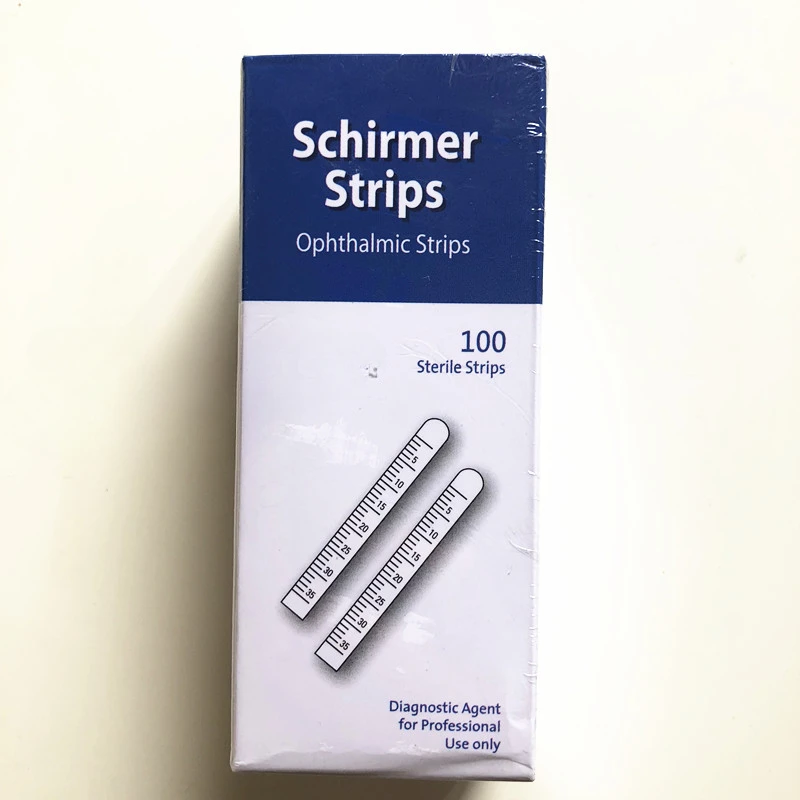 Schirmer
Strips
Ophthalmic Strips
100
Sterile Strips
5
10
15
20
25
30
35
5
10
15
20
25
30
35
Diagnostic Agent
for Professional
Use only